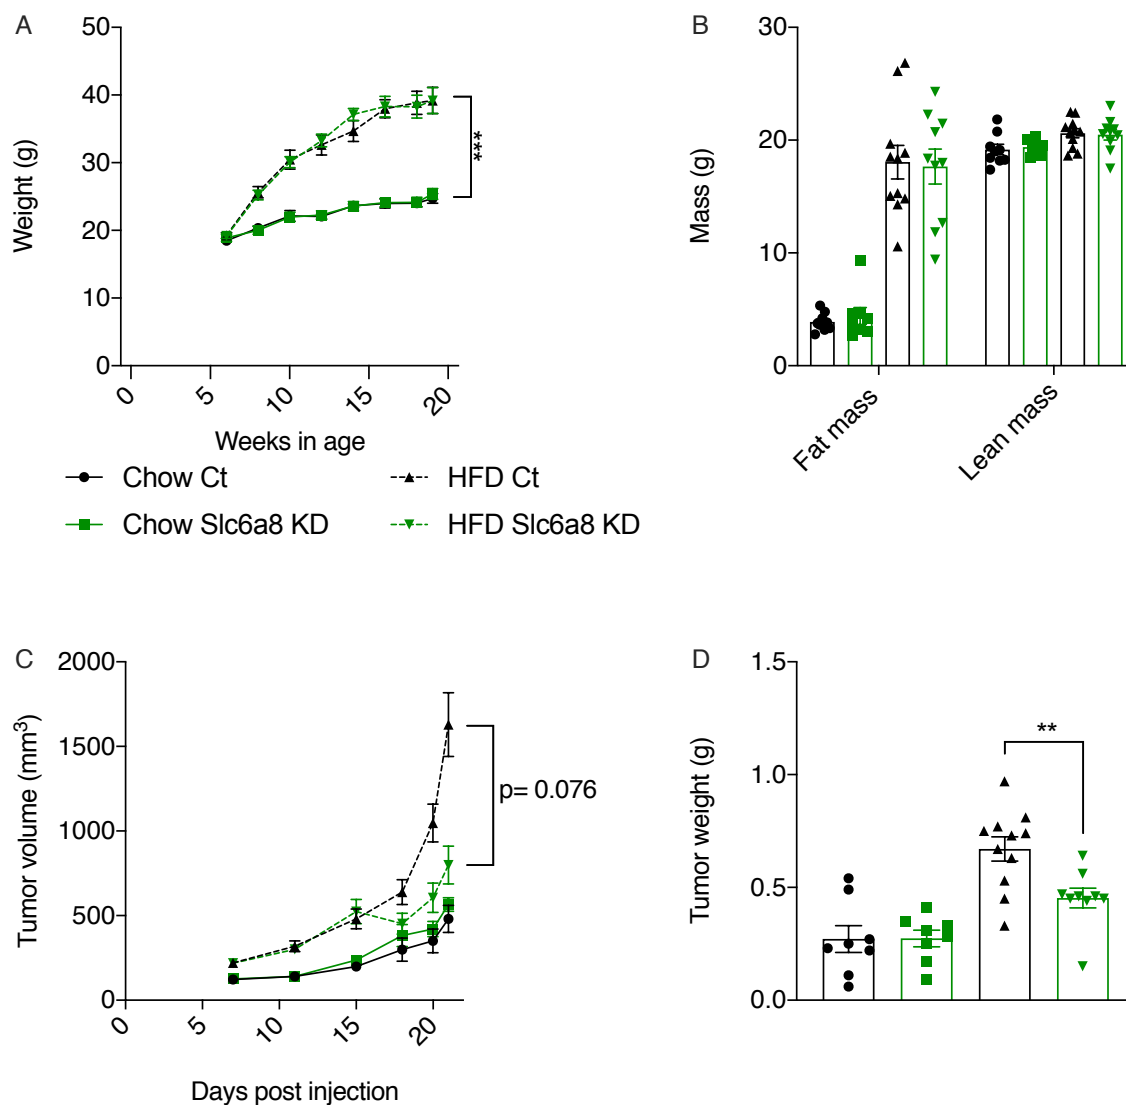 A
50
40
30
20
10
0
Weight (g)
***
0 5 10 15 20
Weeks in age
B
30
20
10
0
Mass (g)
Fat mass
Lean mass
Chow Ct
HFD Ct
Chow Slc6a8 KD
HFD Slc6a8 KD
C
2000
1500
1000
500
0
Tumor volume (mm³)
p= 0.076
0 5 10 15 20
Days post injection
D
1.5
1.0
0.5
0.0
Tumor weight (g)
**